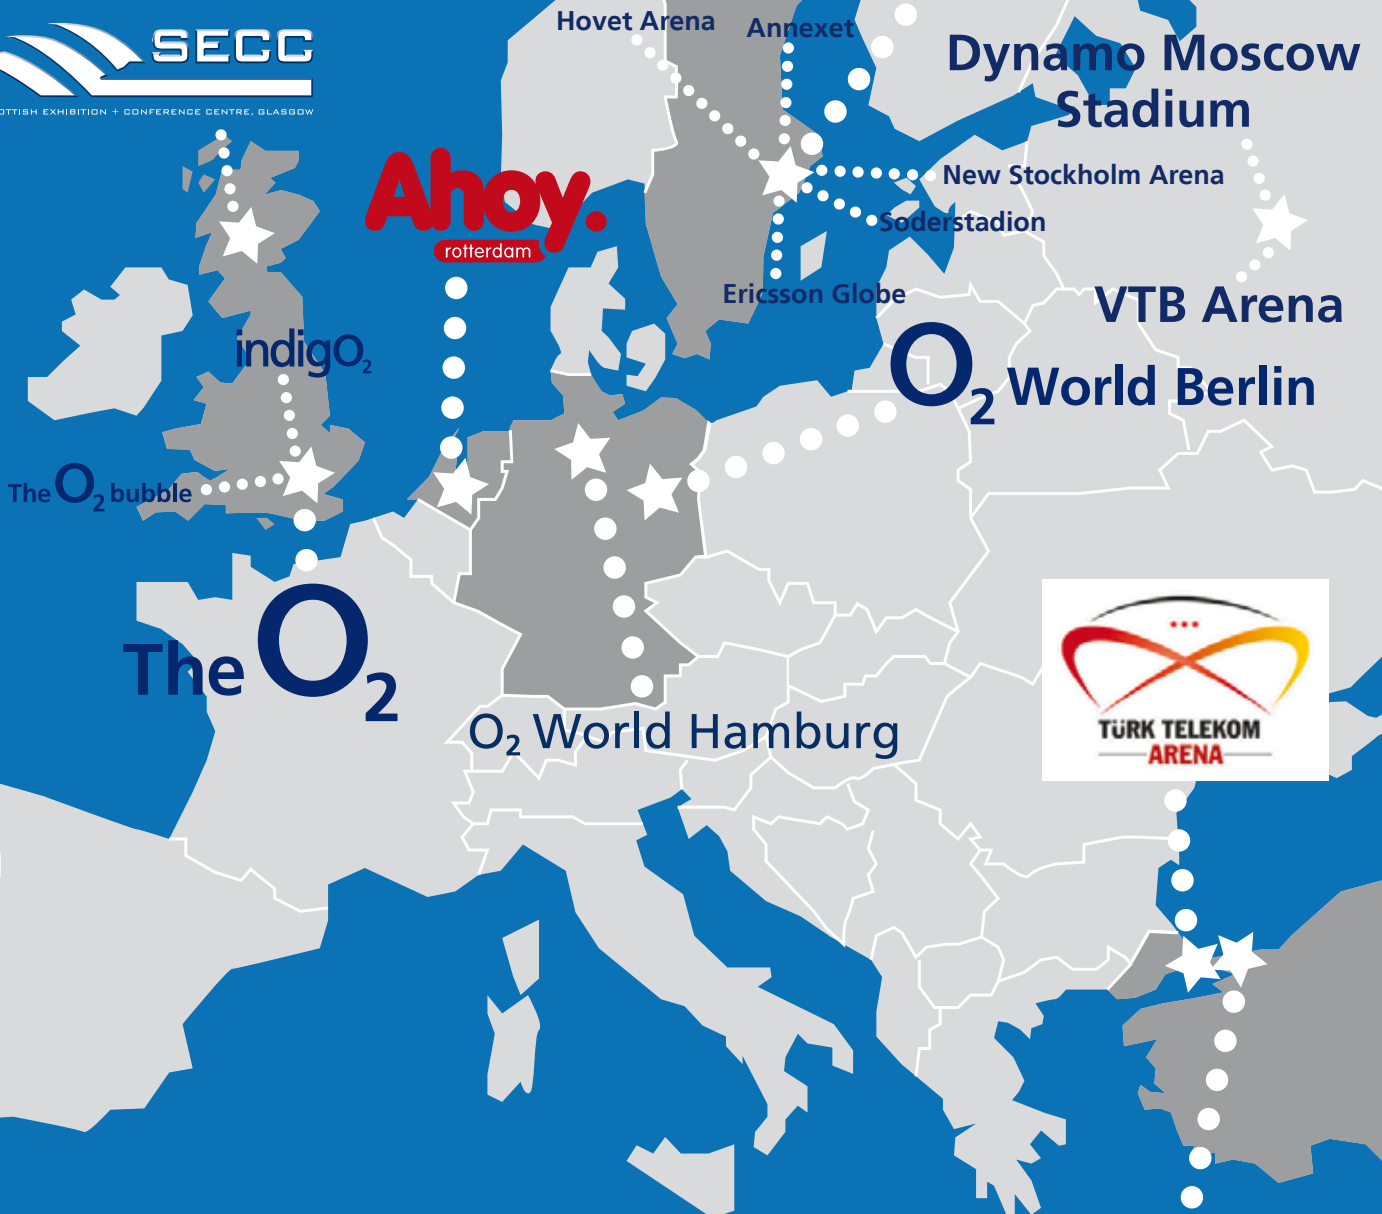 SECC
OTTISH EXHIBITION + CONFERENCE CENTRE, GLASGOW
Hovet Arena
Annexet
Dynamo Moscow
Stadium
New Stockholm Arena
Soderstadion
Ericsson Globe
Ahoy.
rotterdam
VTB Arena
O2 World Berlin
indigO2
The O2 bubble
The O2
O2 World Hamburg
TÜRK TELEKOM
ARENA